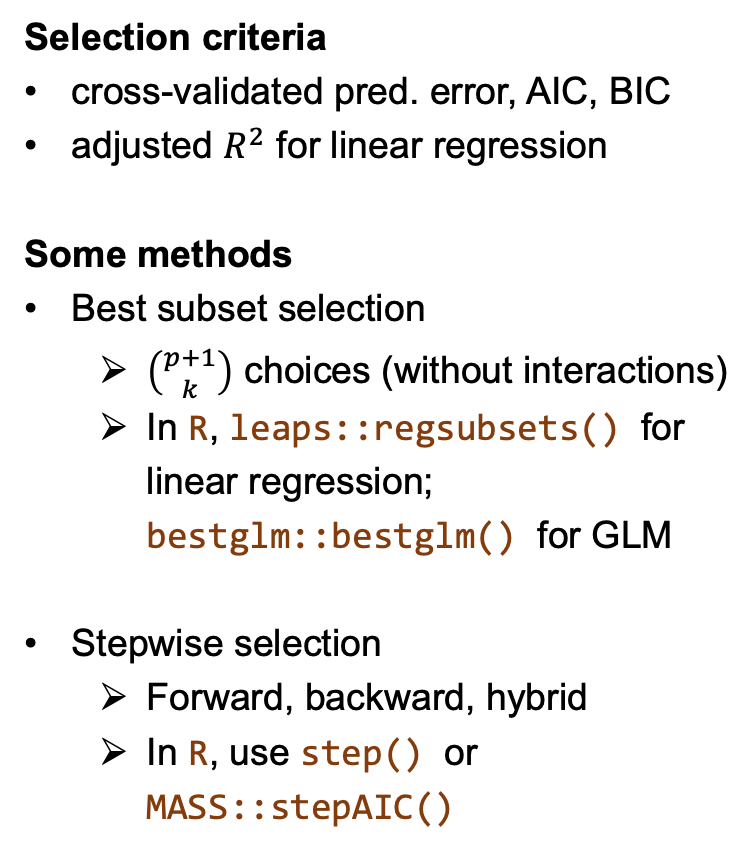 Selection criteria
• cross-validated pred. error, AIC, BIC
• adjusted R² for linear regression
Some methods
• Best subset selection
➢ (p+1 k) choices (without interactions)
➢ In R, leaps::regsubsets() for
linear regression;
bestglm::bestglm() for GLM
• Stepwise selection
➢ Forward, backward, hybrid
➢ In R, use step() or
MASS::stepAIC()